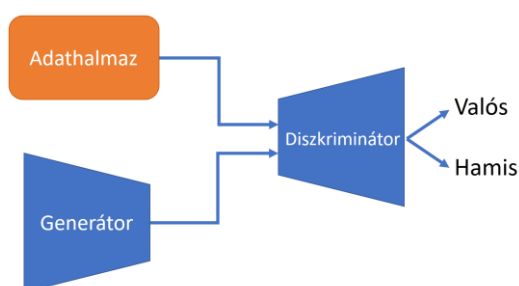 Adathalmaz
Diszkriminátor
Valós
Hamis
Generátor